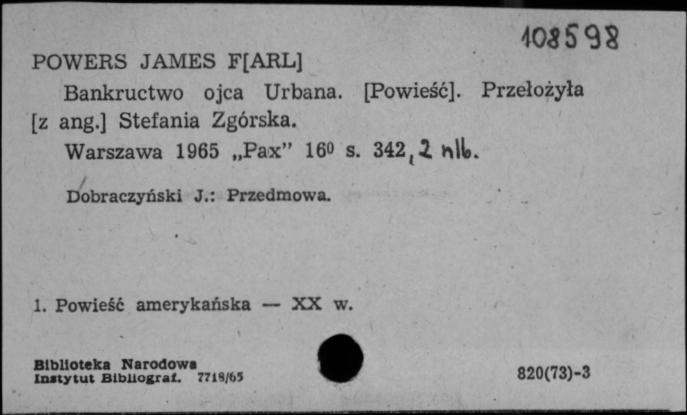 108598
POWERS JAMES F[ARL]
Bankructwo ojca Urbana. [Powieść]. Przełożyła
[z ang.] Stefania Zgórska.
Warszawa 1965 „Pax” 16⁰ s. 342, 2 nlb.
Dobraczyński J.: Przedmowa.
1. Powieść amerykańska — XX w.
Biblioteka Narodowa
Instytut Bibliograf. 7718/65
820(73)-3